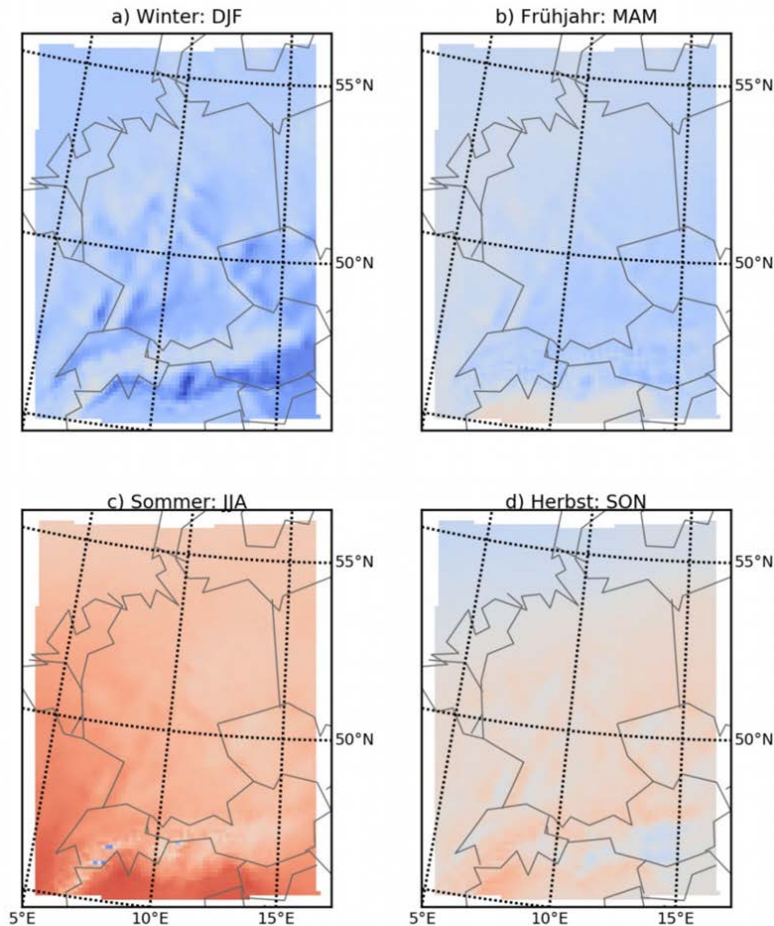 a) Winter: DJF
b) Frühjahr: MAM
55°N
55°N
50°N
50°N
c) Sommer: JJA
d) Herbst: SON
55°N
55°N
50°N
50°N
5°E 10°E 15°E
5°E 10°E 15°E